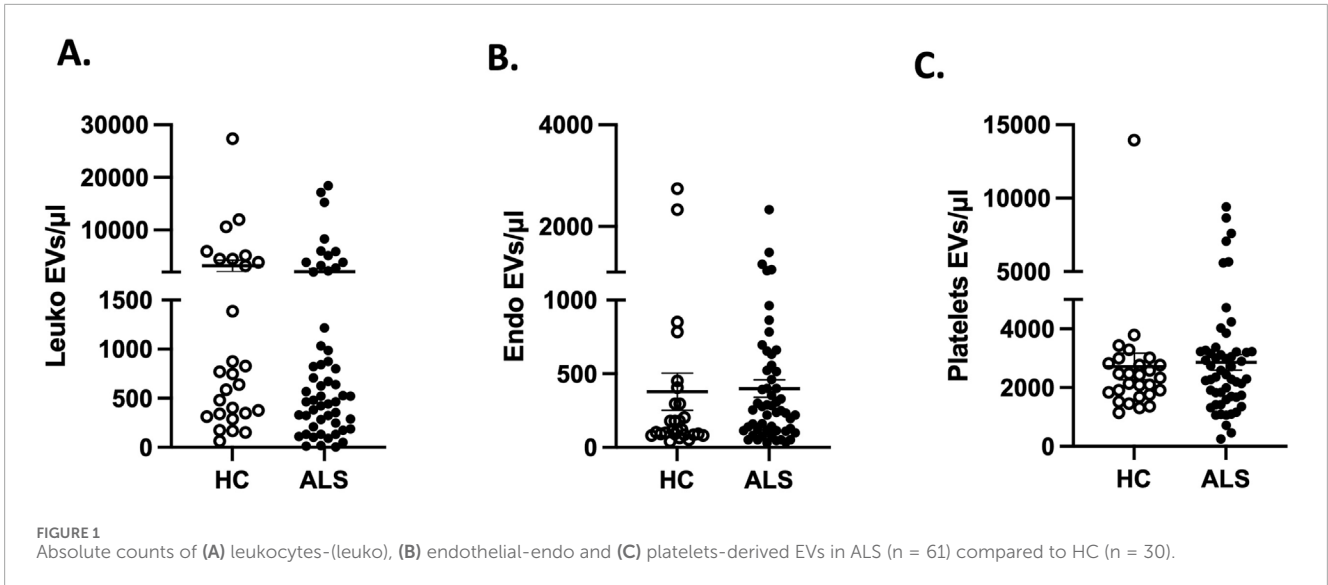 A.
Leuko EVs/µl
30000
20000
10000
1500
1000
500
0
HC
ALS
B.
Endo EVs/µl
4000
2000
1000
500
0
HC
ALS
C.
Platelets EVs/µl
15000
10000
5000
4000
2000
0
HC
ALS
FIGURE 1
Absolute counts of (A) leukocytes-(leuko), (B) endothelial-endo and (C) platelets-derived EVs in ALS (n = 61) compared to HC (n = 30).